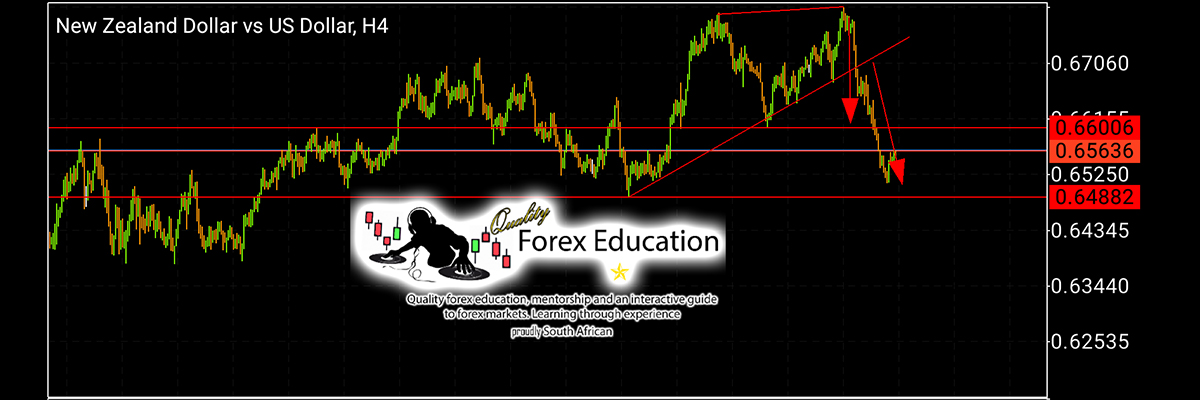 New Zealand Dollar vs US Dollar, H4
0.67060
0.66155
0.66006
0.65636
0.65250
0.64882
0.64345
0.63440
0.62535
Quality
Forex Education
Quality forex education, mentorship and an interactive guide
to forex markets. Learning through experience
proudly South African